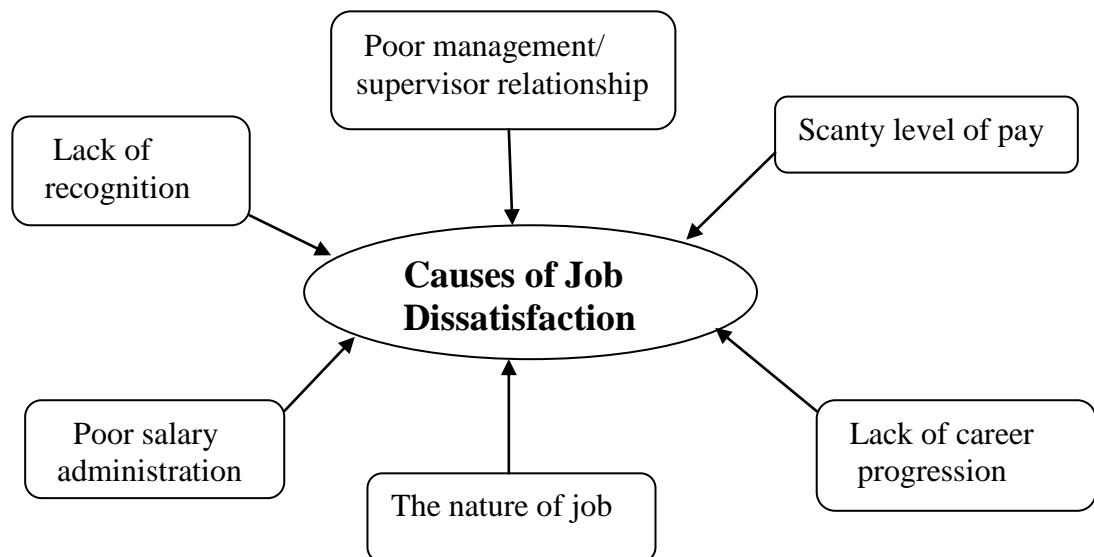 Poor management/
supervisor relationship
Scanty level of pay
Lack of
recognition
Causes of Job
Dissatisfaction
Poor salary
administration
The nature of job
Lack of career
progression